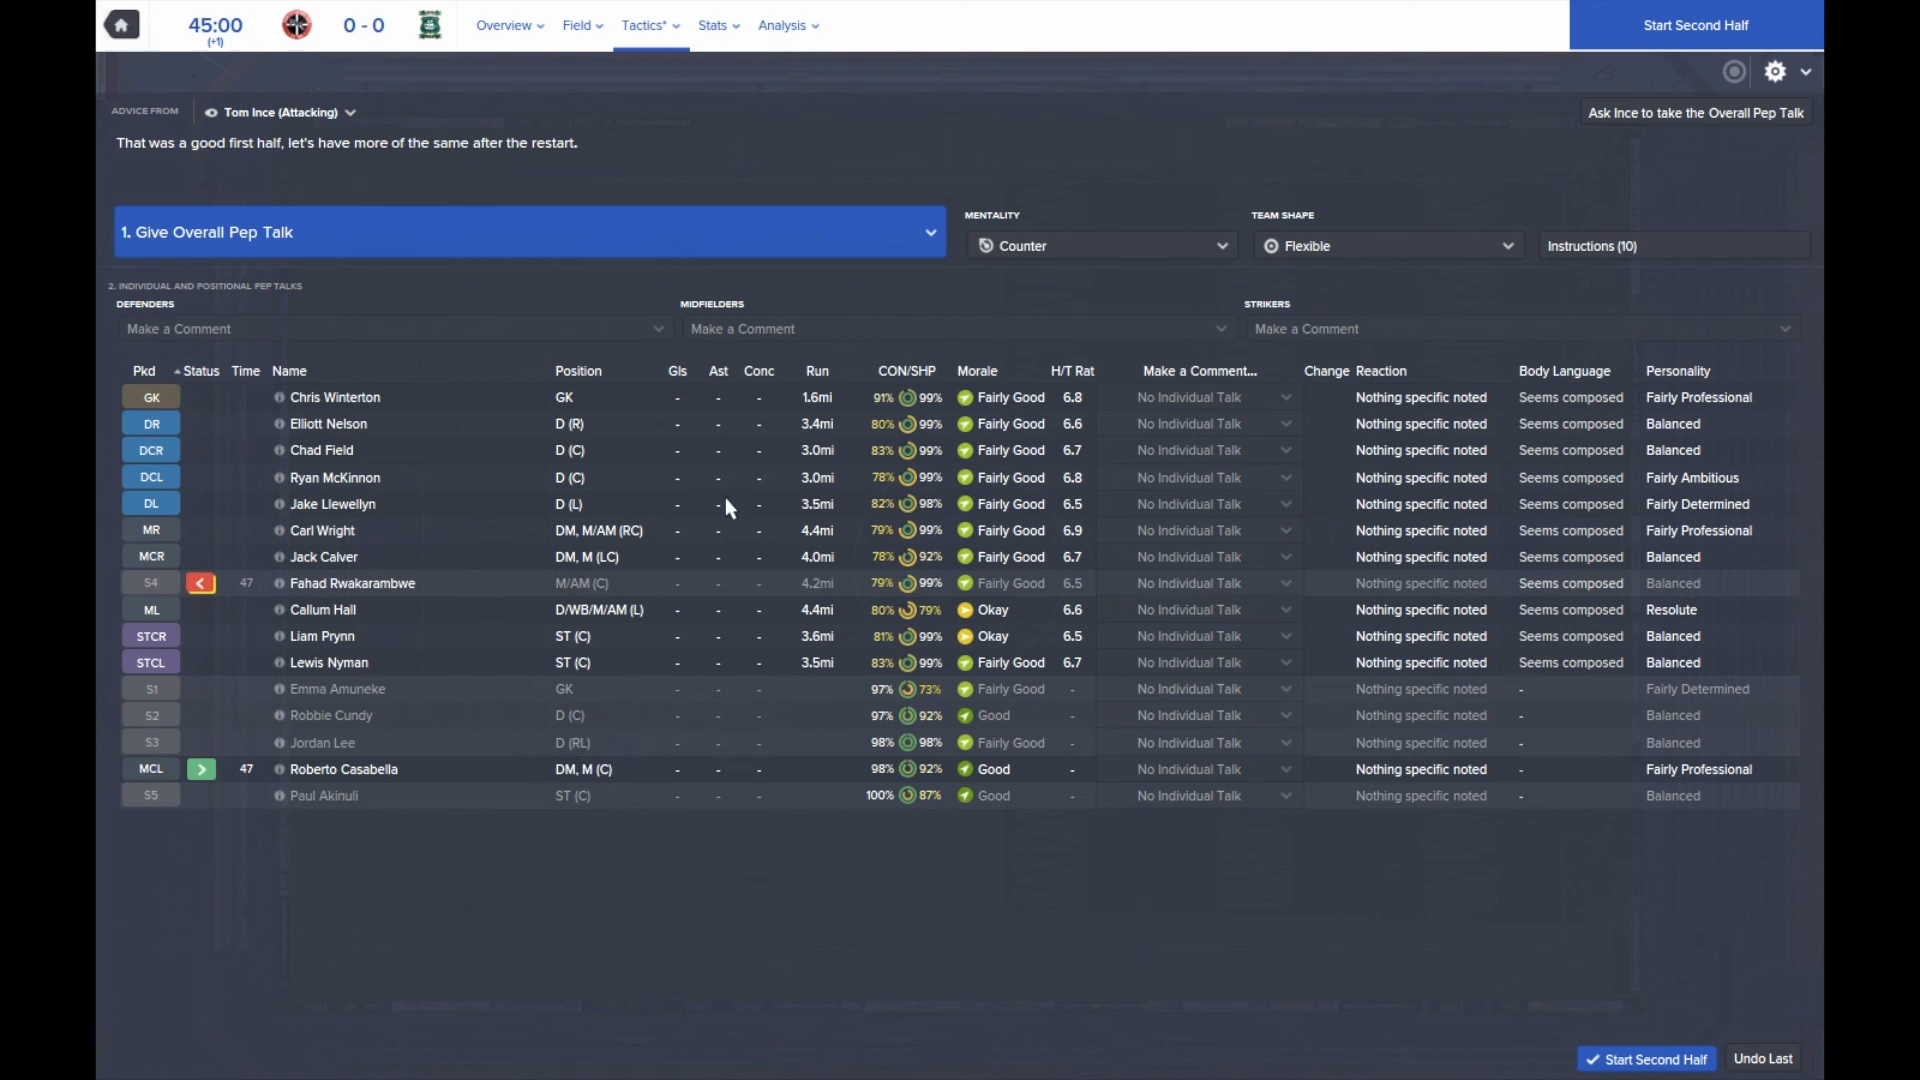 45:00
(+1)
0 - 0
Overview
Field
Tactics*
Stats
Analysis
Start Second Half
ADVICE FROM
Tom Ince (Attacking)
Ask Ince to take the Overall Pep Talk
That was a good first half, let's have more of the same after the restart.
1. Give Overall Pep Talk
MENTALITY
Counter
TEAM SHAPE
Flexible
Instructions (10)
2. INDIVIDUAL AND POSITIONAL PEP TALKS
DEFENDERS MIDFIELDERS STRIKERS
Make a Comment Make a Comment Make a Comment
Pkd Status Time Name Position Gls Ast Conc Run CON/SHP Morale H/T Rat Make a Comment... Change Reaction Body Language Personality
GK Chris Winterton GK - - - 1.6mi 91% 99% Fairly Good 6.8 No Individual Talk Nothing specific noted Seems composed Fairly Professional
DR Elliott Nelson D (R) - - - 3.4mi 80% 99% Fairly Good 6.6 No Individual Talk Nothing specific noted Seems composed Balanced
DCR Chad Field D (C) - - - 3.0mi 83% 99% Fairly Good 6.7 No Individual Talk Nothing specific noted Seems composed Balanced
DCL Ryan McKinnon D (C) - - - 3.0mi 78% 99% Fairly Good 6.8 No Individual Talk Nothing specific noted Seems composed Fairly Ambitious
DL Jake Llewellyn D (L) - - - 3.5mi 82% 98% Fairly Good 6.5 No Individual Talk Nothing specific noted Seems composed Fairly Determined
MR Carl Wright DM, M/AM (RC) - - - 4.4mi 79% 99% Fairly Good 6.9 No Individual Talk Nothing specific noted Seems composed Fairly Professional
MCR Jack Calver DM, M (LC) - - - 4.0mi 78% 92% Fairly Good 6.7 No Individual Talk Nothing specific noted Seems composed Balanced
S4 47 Fahad Rwakarambwe M/AM (C) - - - 4.2mi 79% 99% Fairly Good 6.5 No Individual Talk Nothing specific noted Seems composed Balanced
ML Callum Hall D/WB/M/AM (L) - - - 4.4mi 80% 79% Okay 6.6 No Individual Talk Nothing specific noted Seems composed Resolute
STCR Liam Prynn ST (C) - - - 3.6mi 81% 99% Okay 6.5 No Individual Talk Nothing specific noted Seems composed Balanced
STCL Lewis Nyman ST (C) - - - 3.5mi 83% 99% Fairly Good 6.7 No Individual Talk Nothing specific noted Seems composed Balanced
S1 Emma Amuneke GK - - - 97% 73% Fairly Good - No Individual Talk Nothing specific noted - Fairly Determined
S2 Robbie Cundy D (C) - - - 97% 92% Good - No Individual Talk Nothing specific noted - Balanced
S3 Jordan Lee D (RL) - - - 98% 98% Fairly Good - No Individual Talk Nothing specific noted - Balanced
MCL 47 Roberto Casabella DM, M (C) - - - 98% 92% Good - No Individual Talk Nothing specific noted - Fairly Professional
S5 Paul Akinuli ST (C) - - - 100% 87% Good - No Individual Talk Nothing specific noted - Balanced
Start Second Half
Undo Last